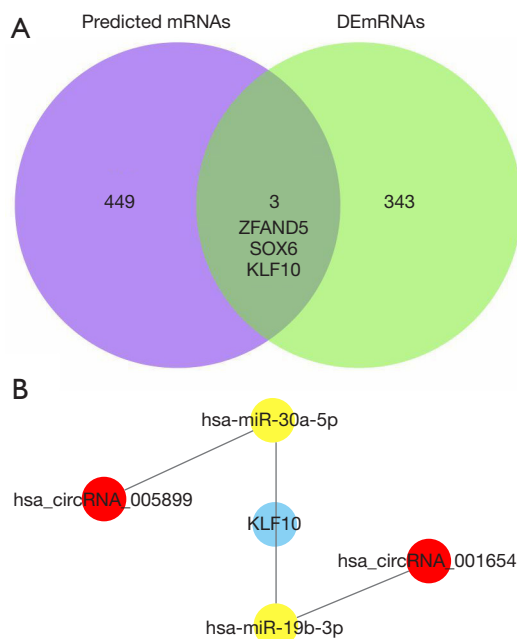 A
Predicted mRNAs
DEmRNAs
449
3
343
ZFAND5
SOX6
KLF10
B
hsa-miR-30a-5p
hsa_circRNA_005899
KLF10
hsa_circRNA_001654
hsa-miR-19b-3p